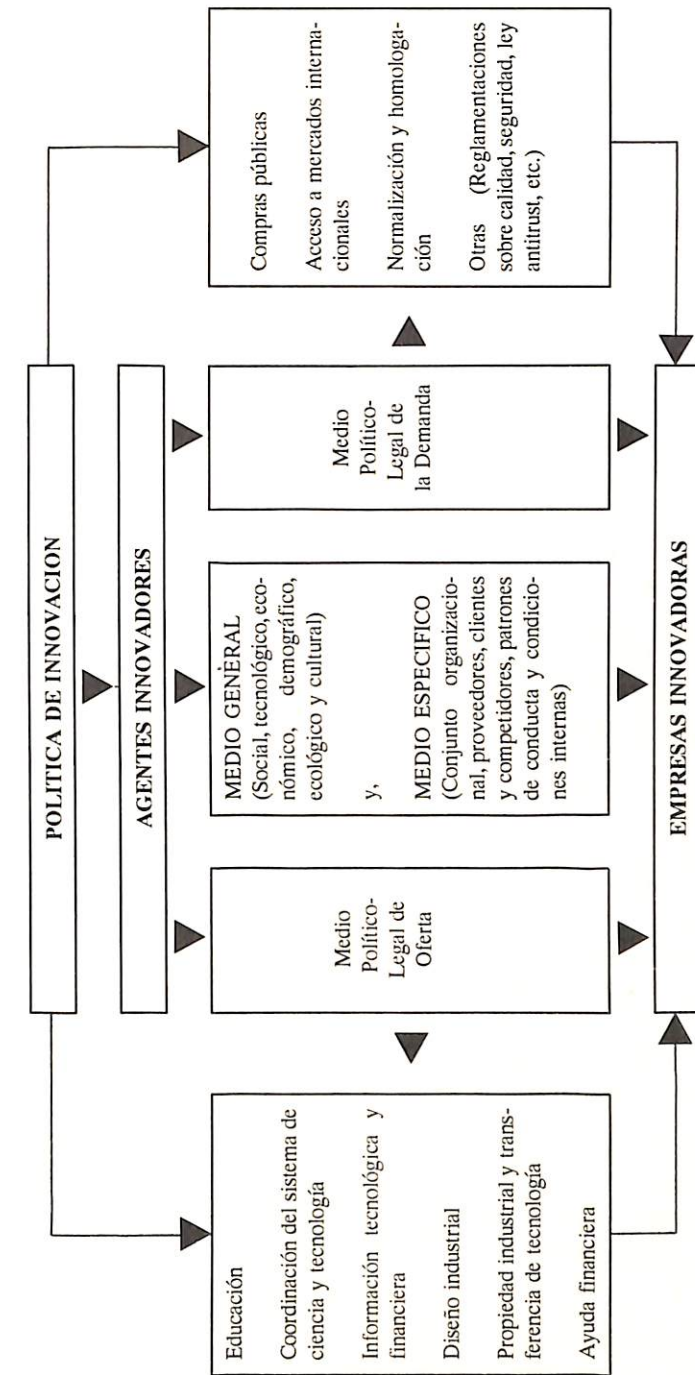 POLITICA DE INNOVACION
AGENTES INNOVADORES
Educación
Coordinación del sistema de
ciencia y tecnología
Información tecnológica y
financiera
Diseño industrial
Propiedad industrial y trans-
ferencia de tecnología
Ayuda financiera
Medio
Político-
Legal de
Oferta
MEDIO GENERAL
(Social, tecnológico, eco-
nómico, demográfico,
ecológico y cultural)
y,
MEDIO ESPECIFICO
(Conjunto organizacio-
nal, proveedores, clientes
y competidores, patrones
de conducta y condicio-
nes internas)
Medio
Político-
Legal de
la Demanda
Compras públicas
Acceso a mercados interna-
cionales
Normalización y homologa-
ción
Otras (Reglamentaciones
sobre calidad, seguridad, ley
antitrust, etc.)
EMPRESAS INNOVADORAS